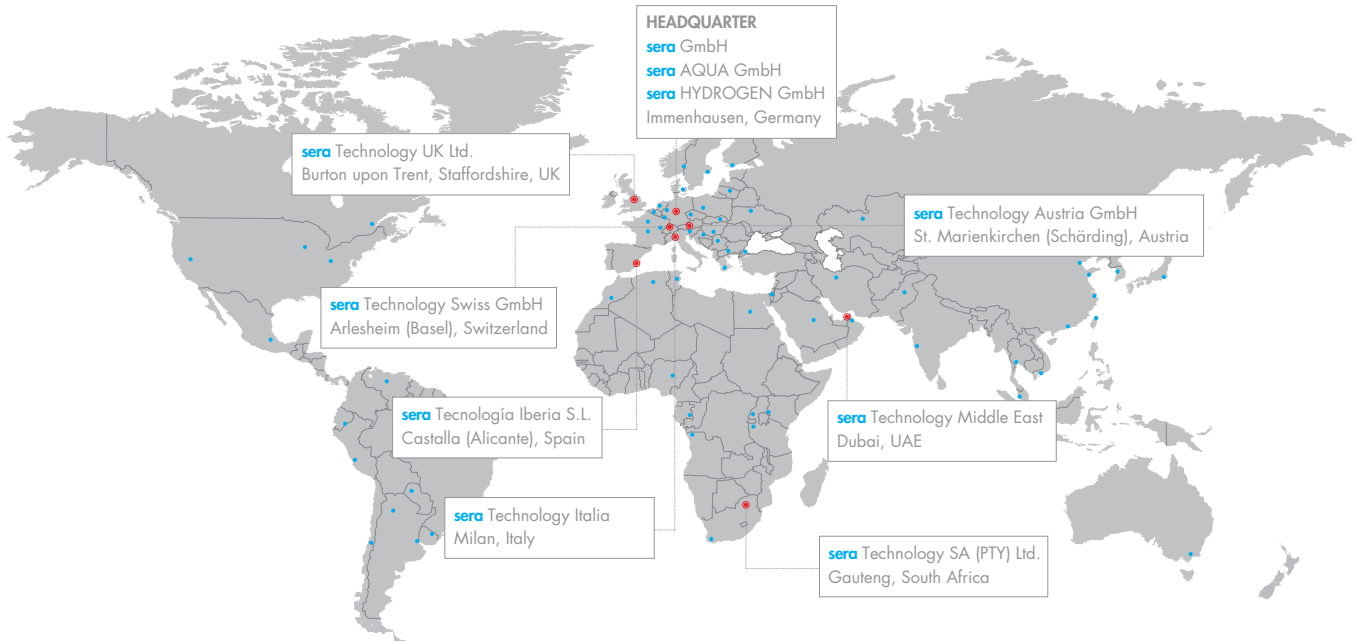 HEADQUARTER
sera GmbH
sera AQUA GmbH
sera HYDROGEN GmbH
Immenhausen, Germany
sera Technology UK Ltd.
Burton upon Trent, Staffordshire, UK
sera Technology Austria GmbH
St. Marienkirchen (Schärding), Austria
sera Technology Swiss GmbH
Arlesheim (Basel), Switzerland
sera Tecnología Iberia S.L.
Castalla (Alicante), Spain
sera Technology Middle East
Dubai, UAE
sera Technology Italia
Milan, Italy
sera Technology SA (PTY) Ltd.
Gauteng, South Africa